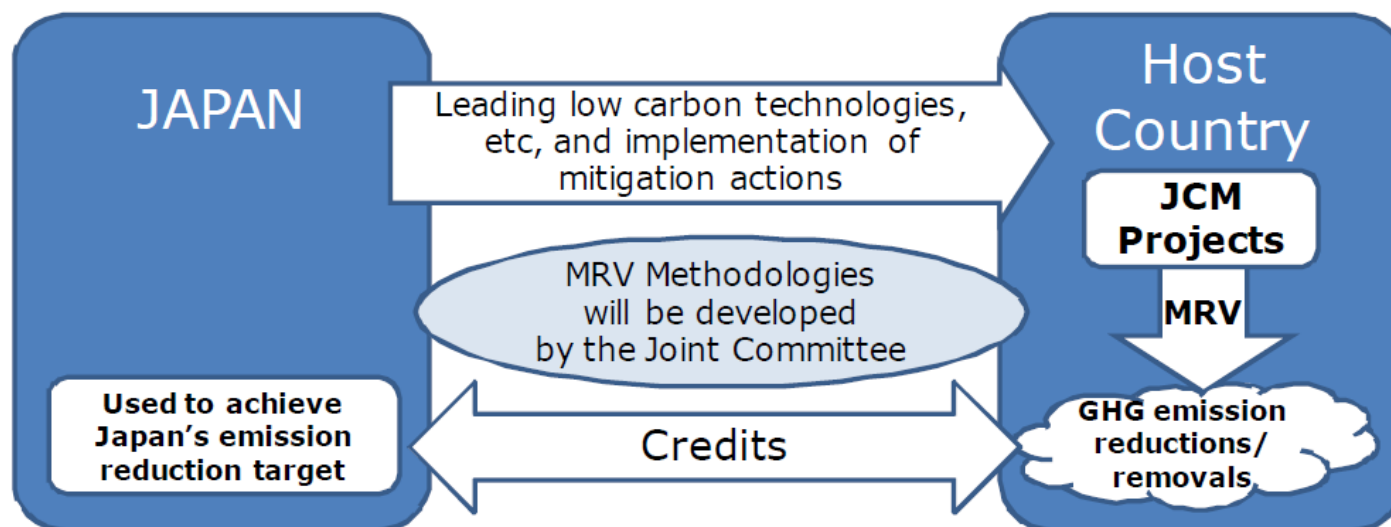 JAPAN
Leading low carbon technologies,
etc, and implementation of
mitigation actions
Host
Country
JCM
Projects
MRV Methodologies
will be developed
by the Joint Committee
MRV
Used to achieve
Japan's emission
reduction target
Credits
GHG emission
reductions/
removals